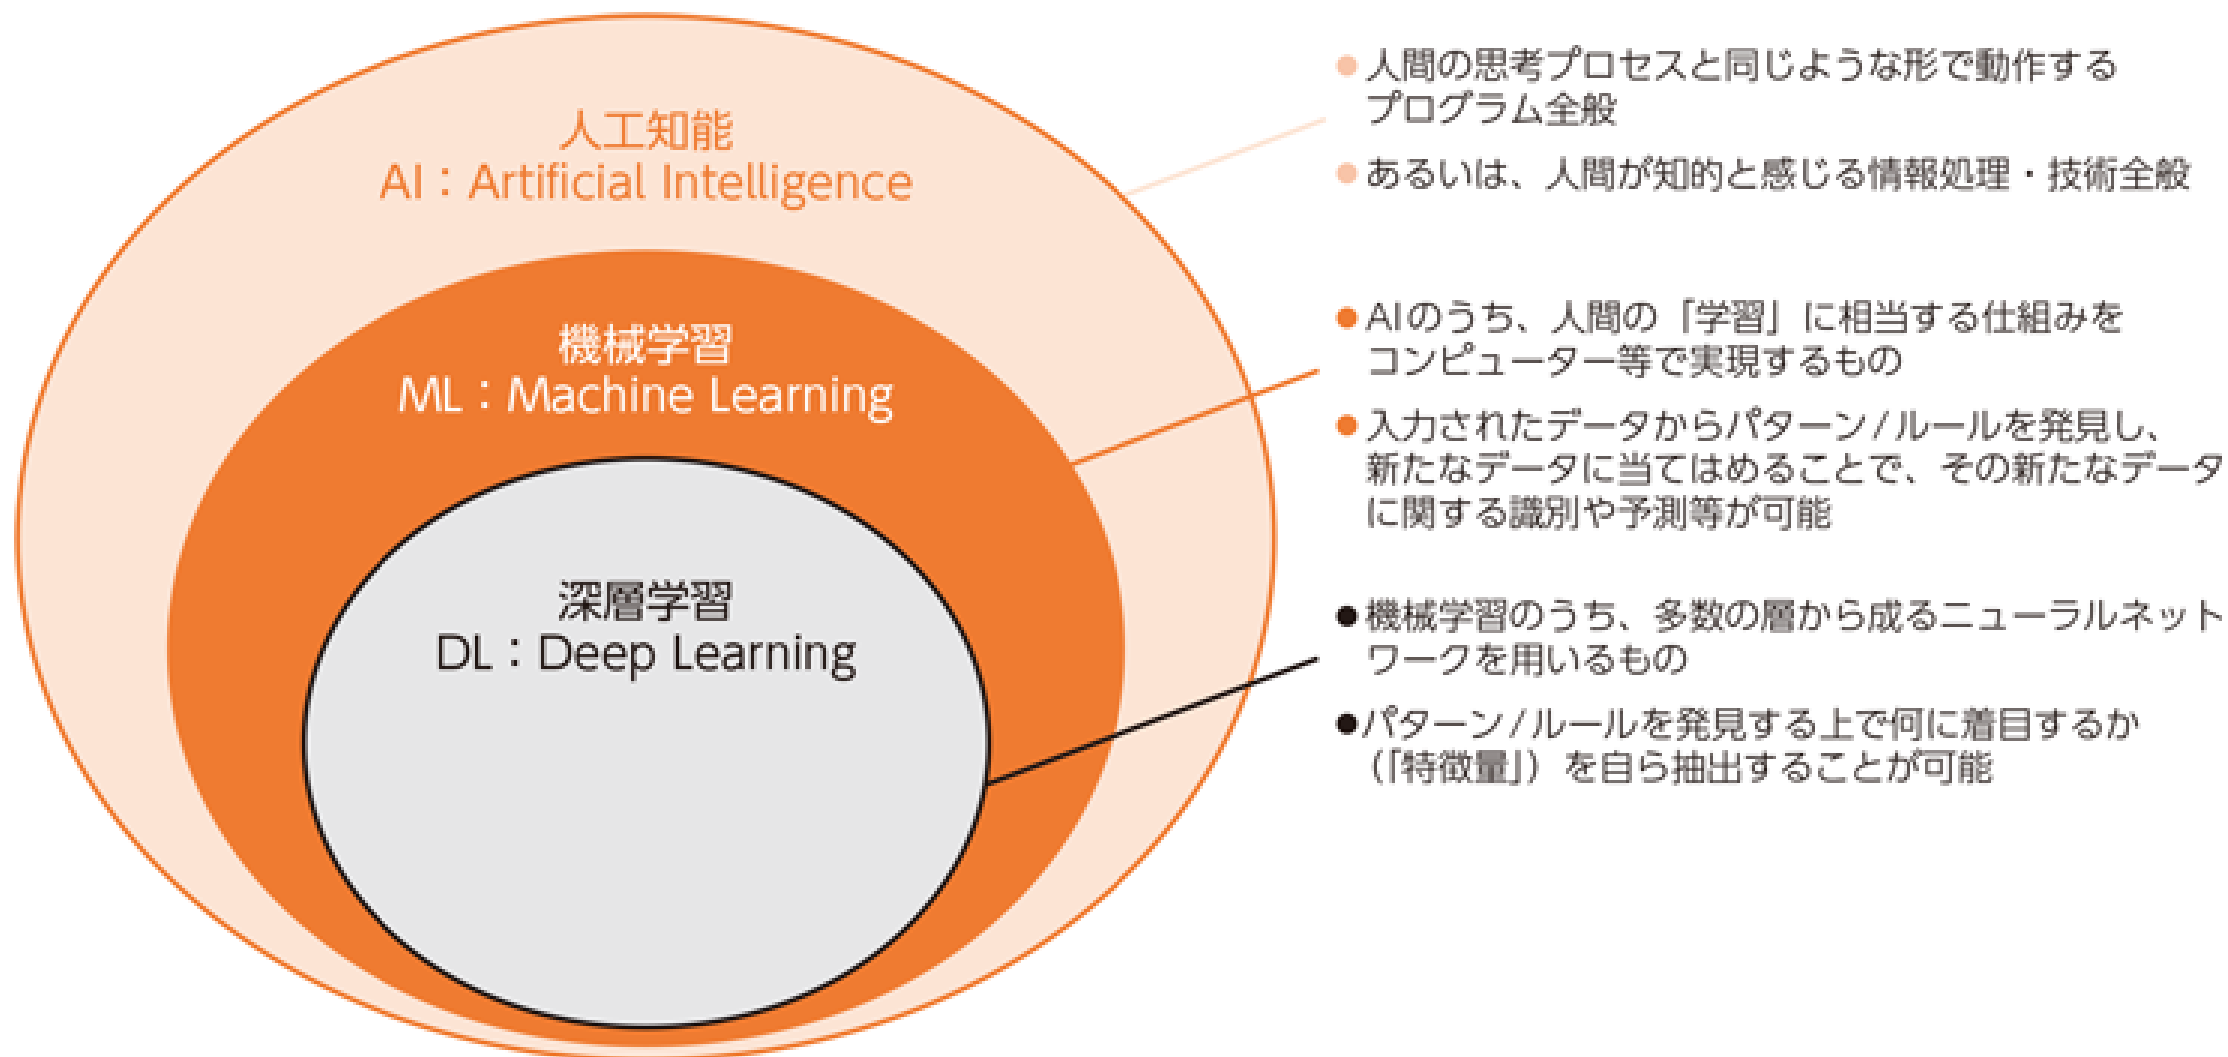 人工知能
AI：Artificial Intelligence
機械学習
ML：Machine Learning
深層学習
DL：Deep Learning
●人間の思考プロセスと同じような形で動作する
プログラム全般
●あるいは、人間が知的と感じる情報処理・技術全般
●AIのうち、人間の「学習」に相当する仕組みを
コンピューター等で実現するもの
●入力されたデータからパターン/ルールを発見し、
新たなデータに当てはめることで、その新たなデータ
に関する識別や予測等が可能
●機械学習のうち、多数の層から成るニューラルネット
ワークを用いるもの
●パターン/ルールを発見する上で何に着目するか
（「特徴量」）を自ら抽出することが可能